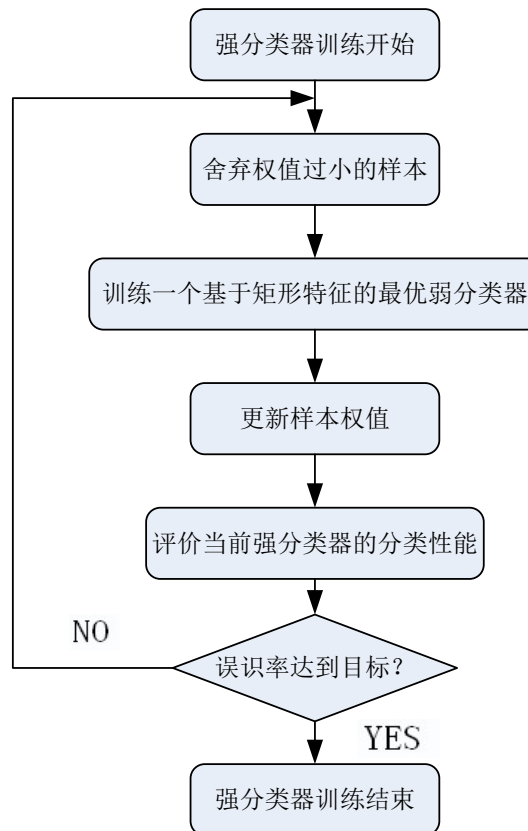 强分类器训练开始
舍弃权值过小的样本
训练一个基于矩形特征的最优弱分类器
更新样本权值
评价当前强分类器的分类性能
NO
误识率达到目标？
YES
强分类器训练结束